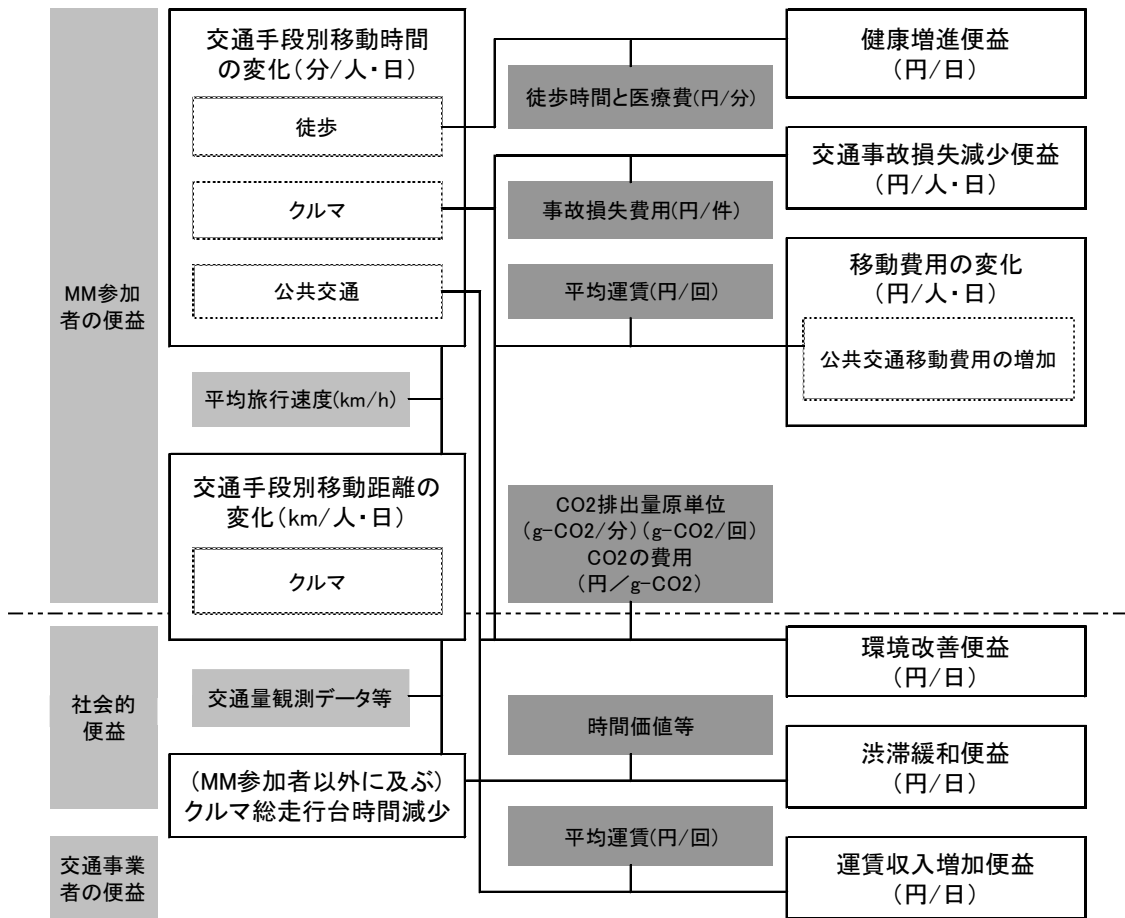 MM参加
者の便益
交通手段別移動時間
の変化(分/人・日)
徒歩
クルマ
公共交通
平均旅行速度(km/h)
交通手段別移動距離の
変化(km/人・日)
クルマ
徒歩時間と医療費(円/分)
事故損失費用(円/件)
平均運賃(円/回)
CO2排出量原単位
(g-CO2/分)(g-CO2/回)
CO2の費用
(円/g-CO2)
健康増進便益
(円/日)
交通事故損失減少便益
(円/人・日)
移動費用の変化
(円/人・日)
公共交通移動費用の増加
社会的
便益
交通量観測データ等
(MM参加者以外に及ぶ)
クルマ総走行台時間減少
時間価値等
環境改善便益
(円/日)
渋滞緩和便益
(円/日)
交通事業
者の便益
平均運賃(円/回)
運賃収入増加便益
(円/日)